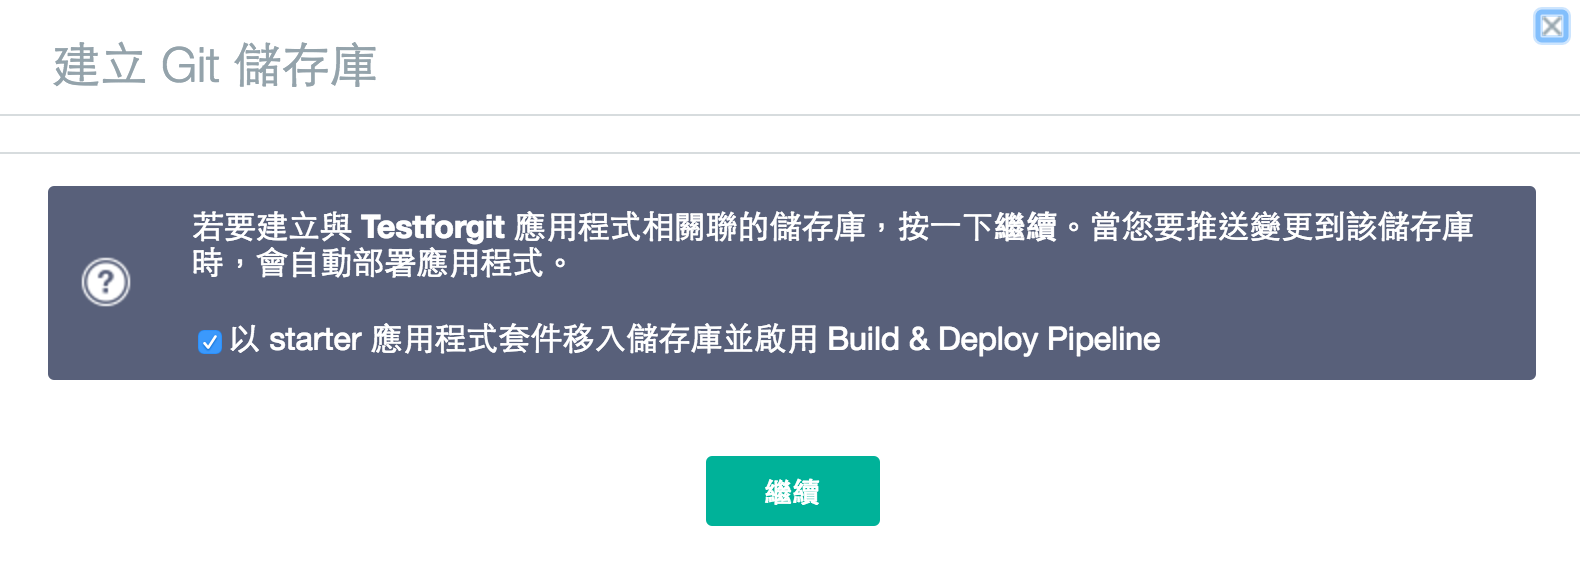 建立 Git 儲存庫
若要建立與 Testforgit 應用程式相關聯的儲存庫，按一下繼續。當您要推送變更到該儲存庫
時，會自動部署應用程式。
以 starter 應用程式套件移入儲存庫並啟用 Build & Deploy Pipeline
繼續